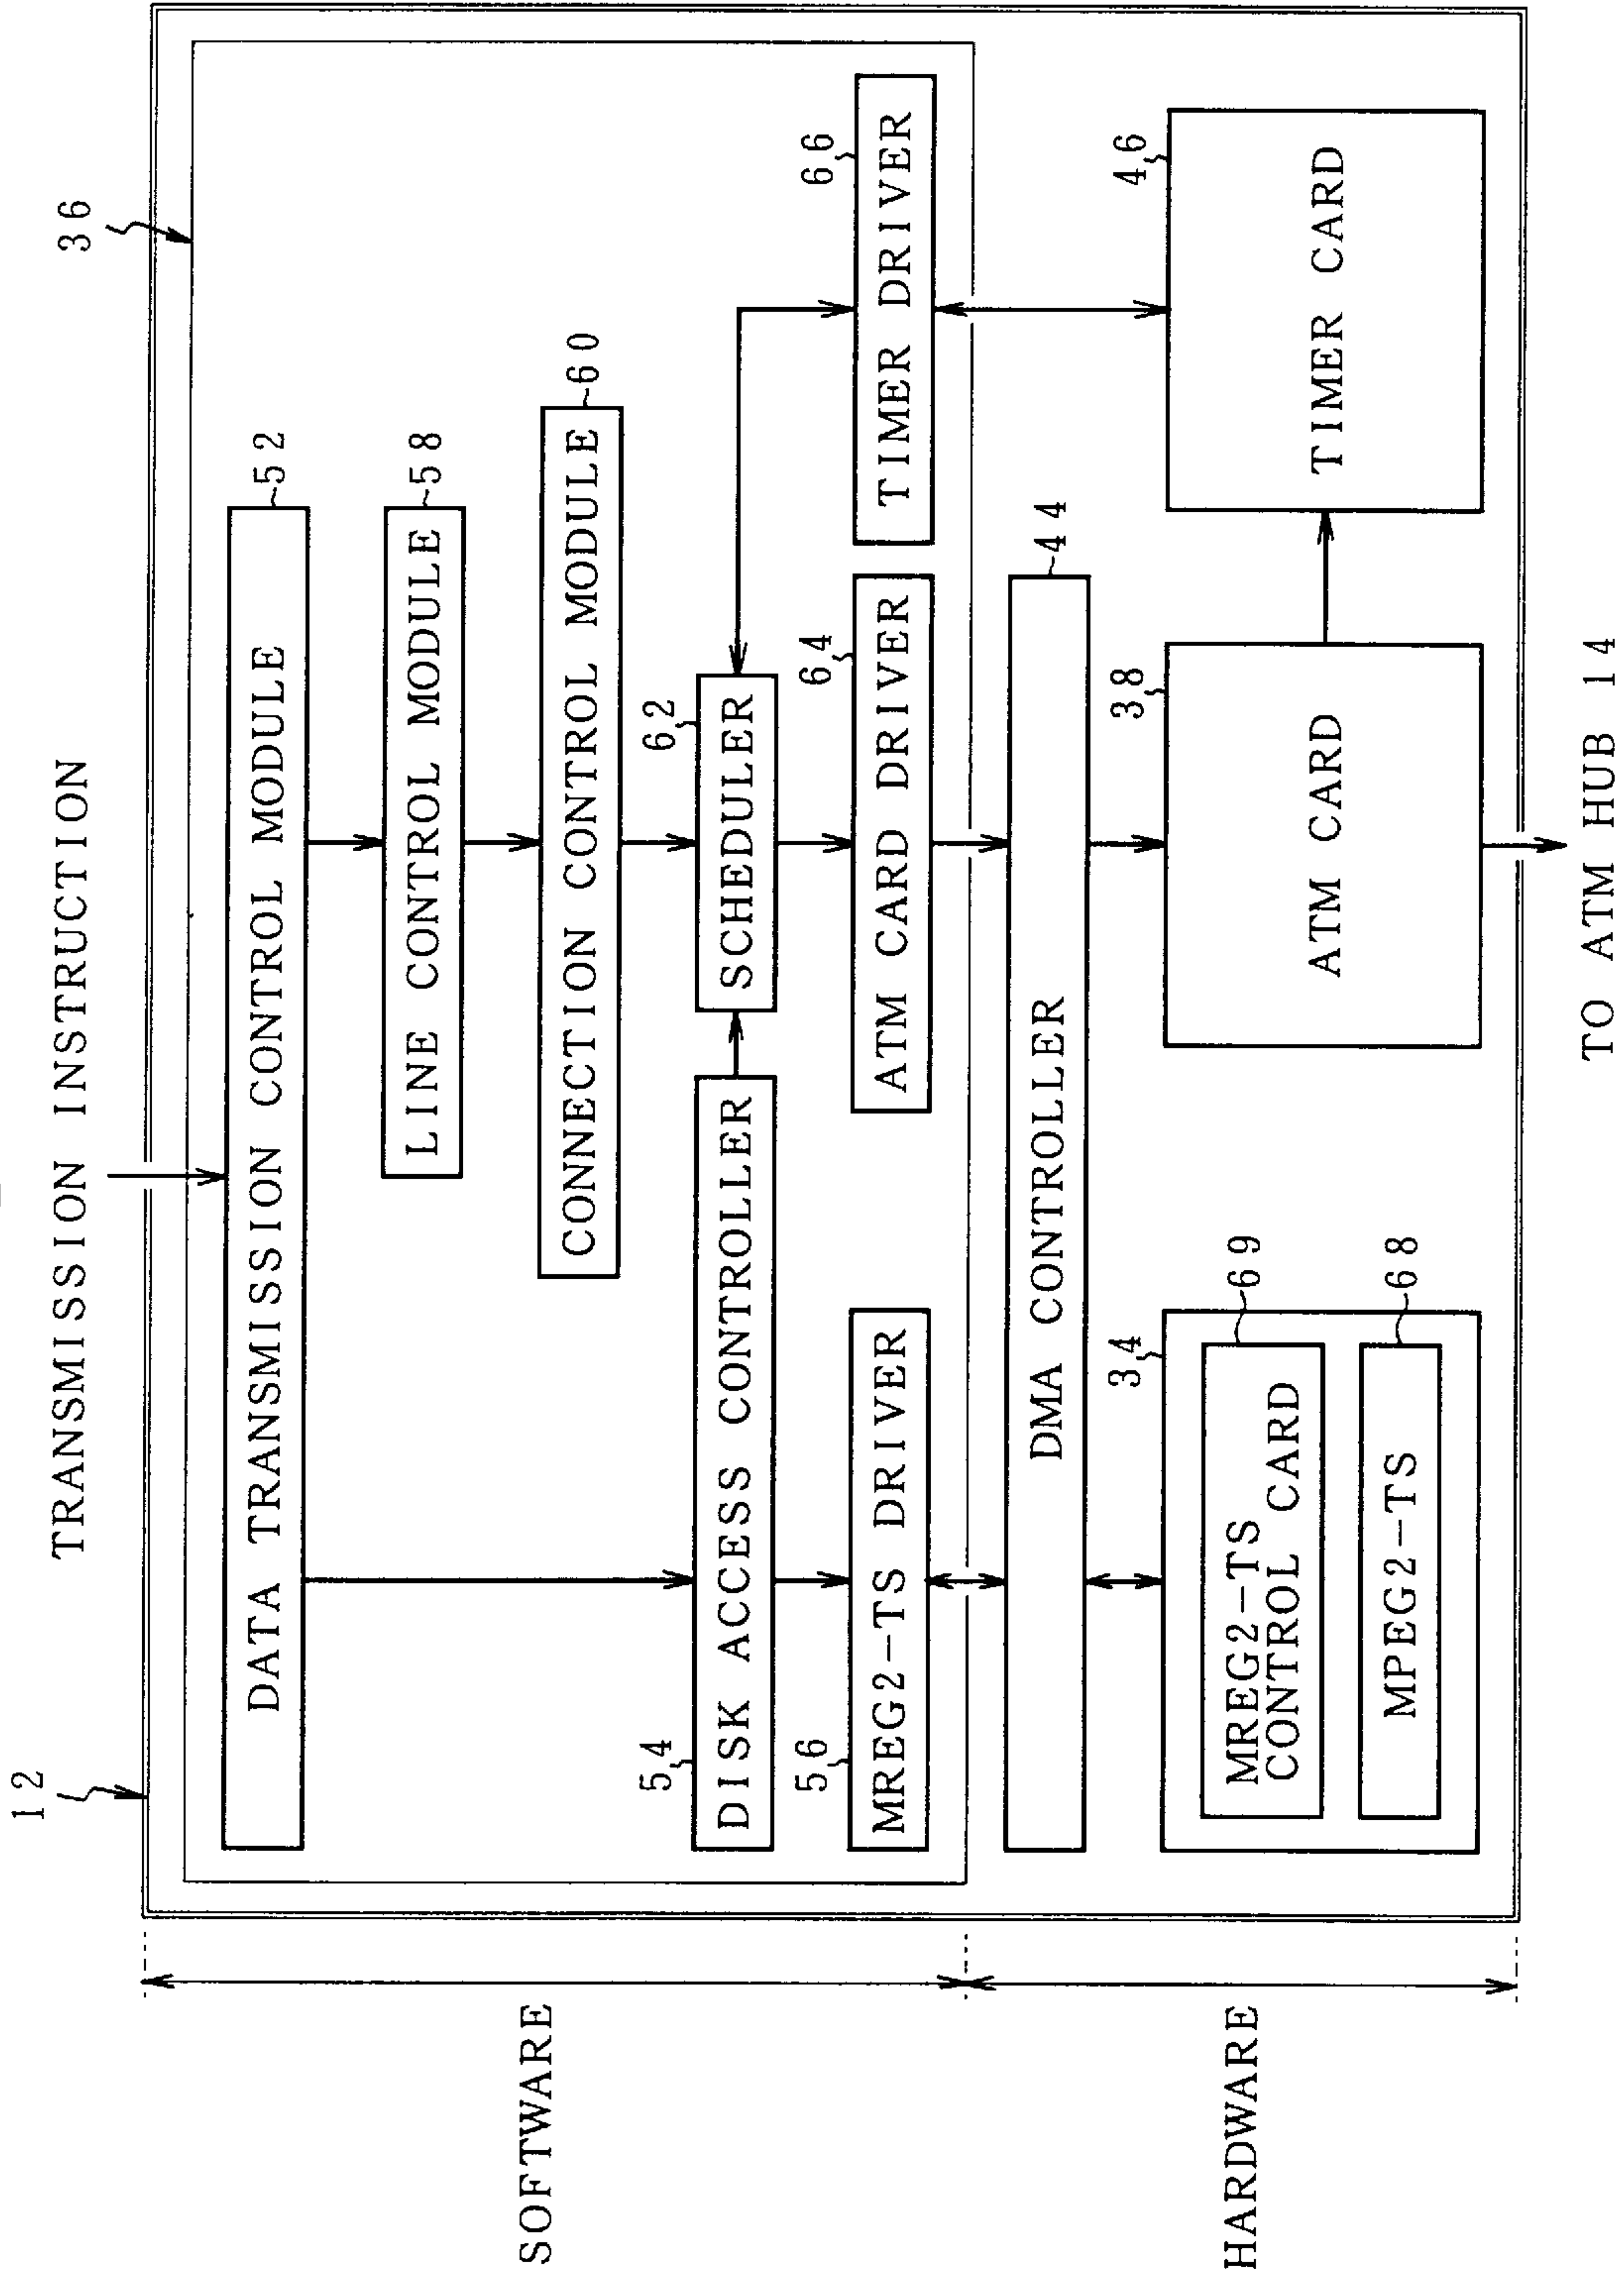 TRANSMISSION INSTRUCTION
12
36
DATA TRANSMISSION CONTROL MODULE
52
LINE CONTROL MODULE
58
CONNECTION CONTROL MODULE
60
54
DISK ACCESS CONTROLLER
62
SCHEDULER
56
MREG2-TS DRIVER
64
ATM CARD DRIVER
66
TIMER DRIVER
DMA CONTROLLER
44
34
MREG2-TS
CONTROL CARD
69
MPEG2-TS
68
38
ATM CARD
46
TIMER CARD
TO ATM HUB 14
SOFTWARE
HARDWARE